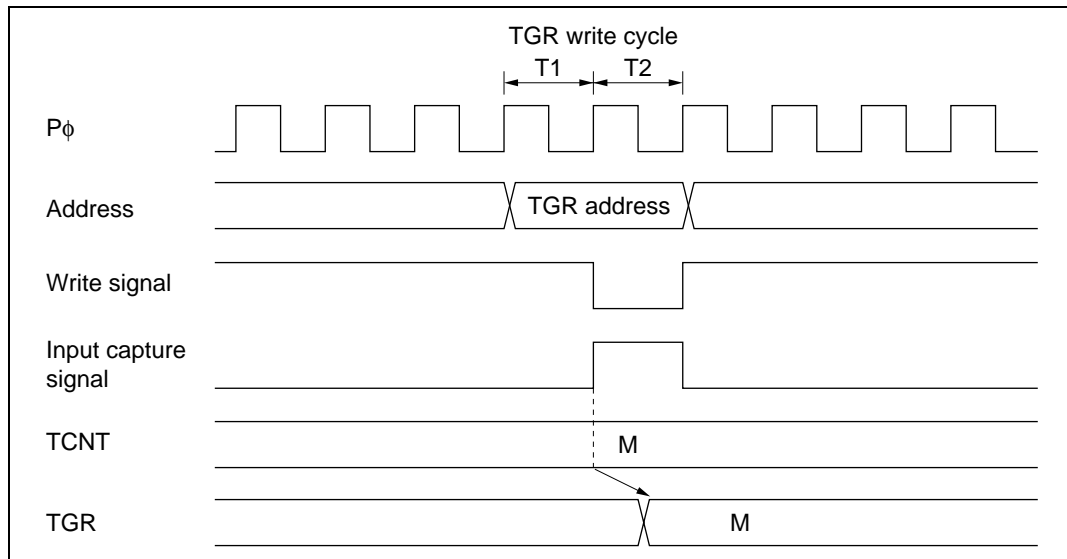 TGR write cycle
T1 T2
Pϕ
Address TGR address
Write signal
Input capture
signal
TCNT M
TGR M